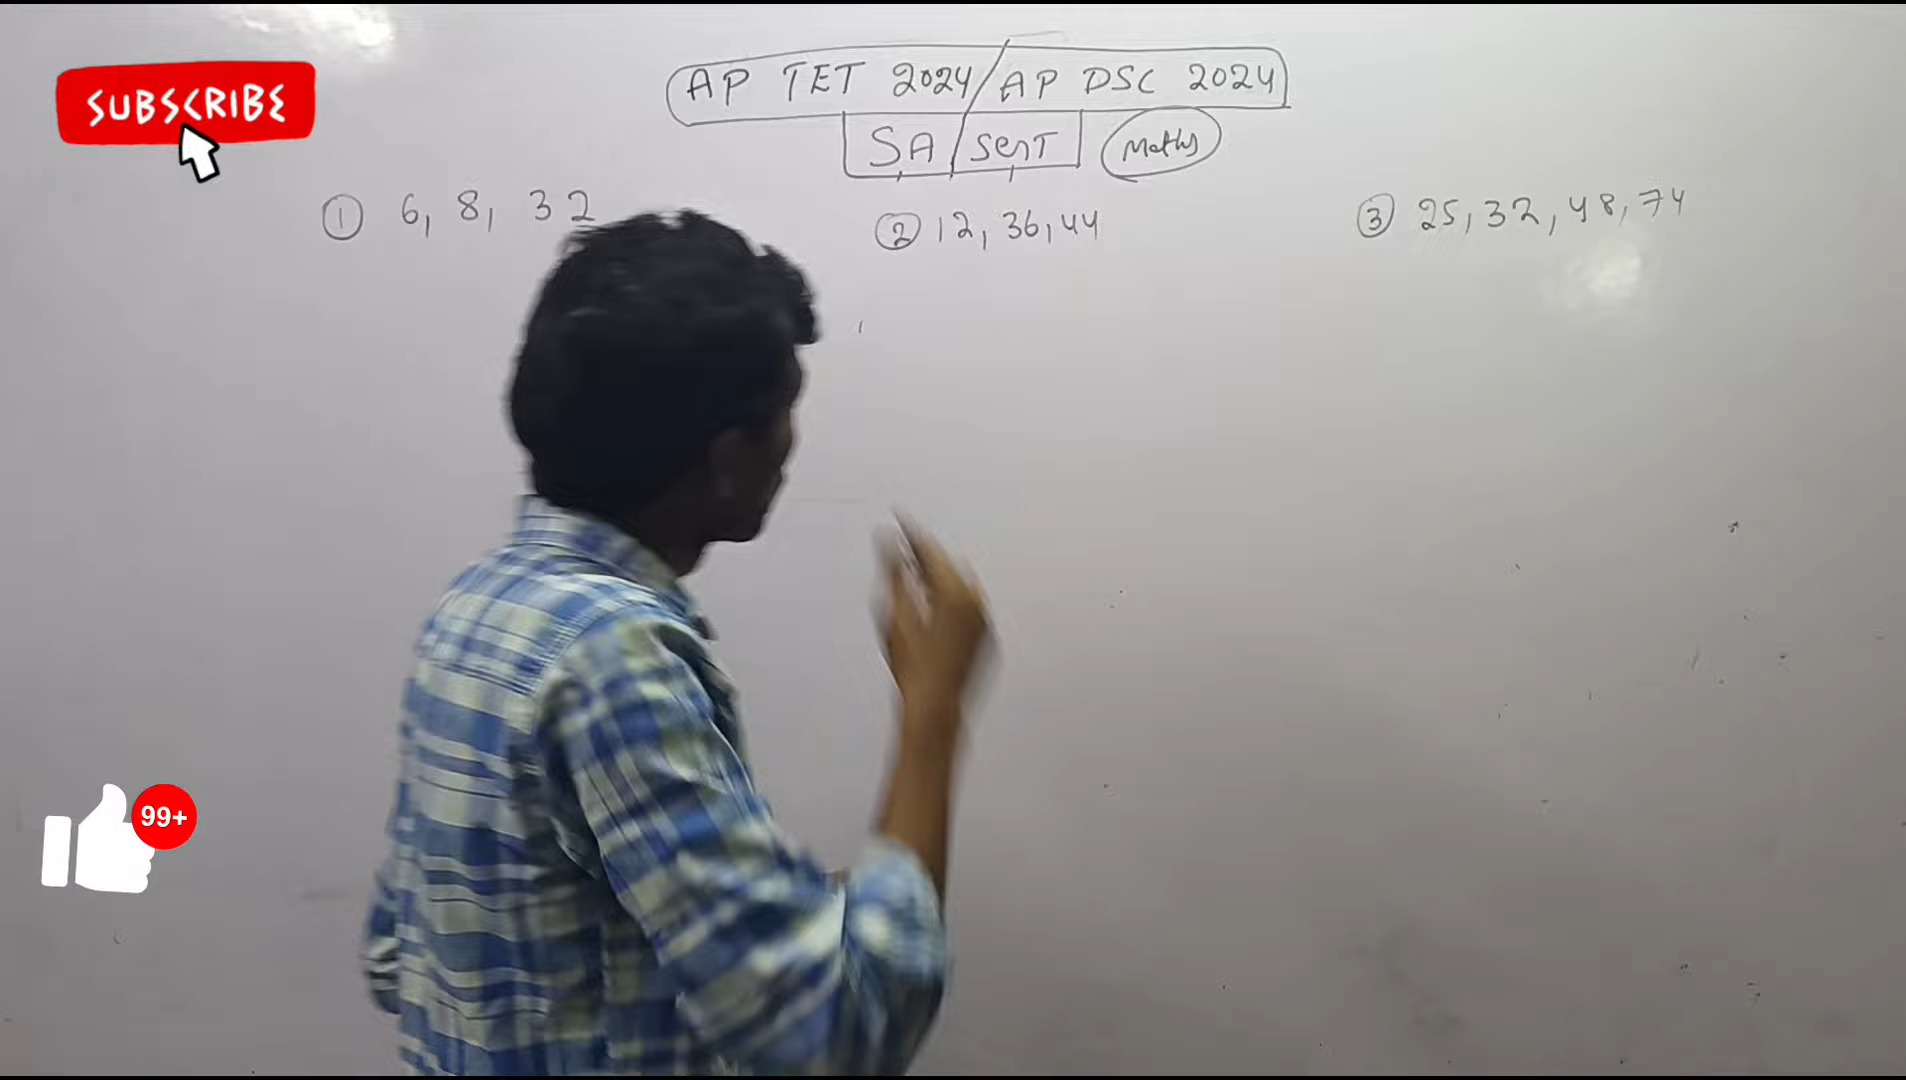 SUBSCRIBE
AP TET 2024/AP DSC 2024
SA/SGT Maths
① 6, 8, 32
② 12, 36, 44
③ 25, 32, 48, 74
99+